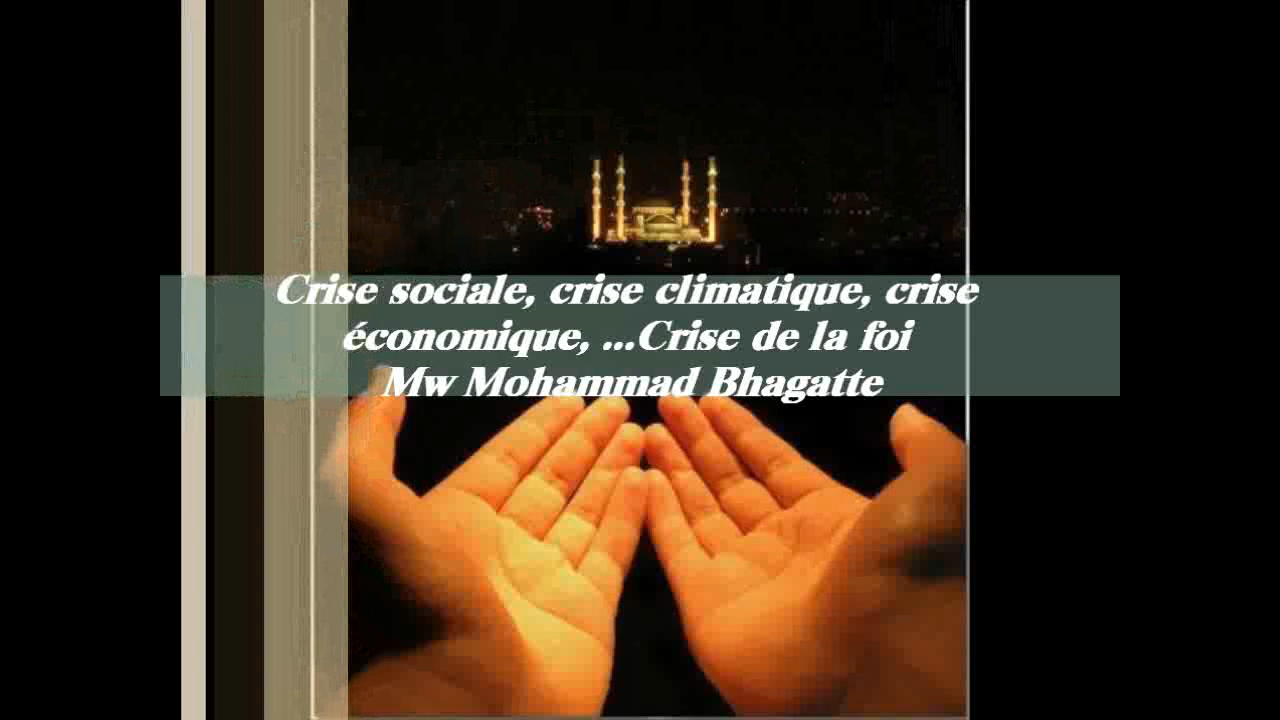 Crise sociale, crise climatique, crise
économique, ...Crise de la foi
Mw Mohammad Bhagatte